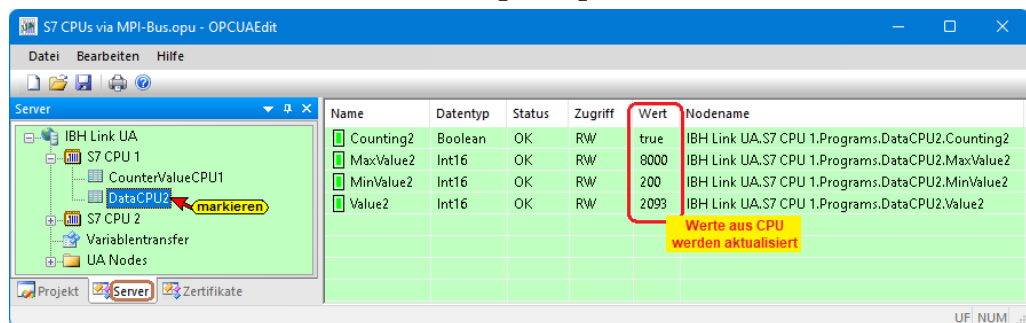 S7 CPUs via MPI-Bus.opu - OPCUAEdit
Datei Bearbeiten Hilfe
Server
IBH Link UA
S7 CPU 1
CounterValueCPU1
DataCPU2
markieren
S7 CPU 2
Variablentransfer
UA Nodes
Projekt Server Zertifikate
Name Datentyp Status Zugriff Wert Nodename
Counting2 Boolean OK RW true IBH Link UA.S7 CPU 1.Programs.DataCPU2.Counting2
MaxValue2 Int16 OK RW 8000 IBH Link UA.S7 CPU 1.Programs.DataCPU2.MaxValue2
MinValue2 Int16 OK RW 200 IBH Link UA.S7 CPU 1.Programs.DataCPU2.MinValue2
Value2 Int16 OK RW 2093 IBH Link UA.S7 CPU 1.Programs.DataCPU2.Value2
Werte aus CPU
werden aktualisiert
UF NUM